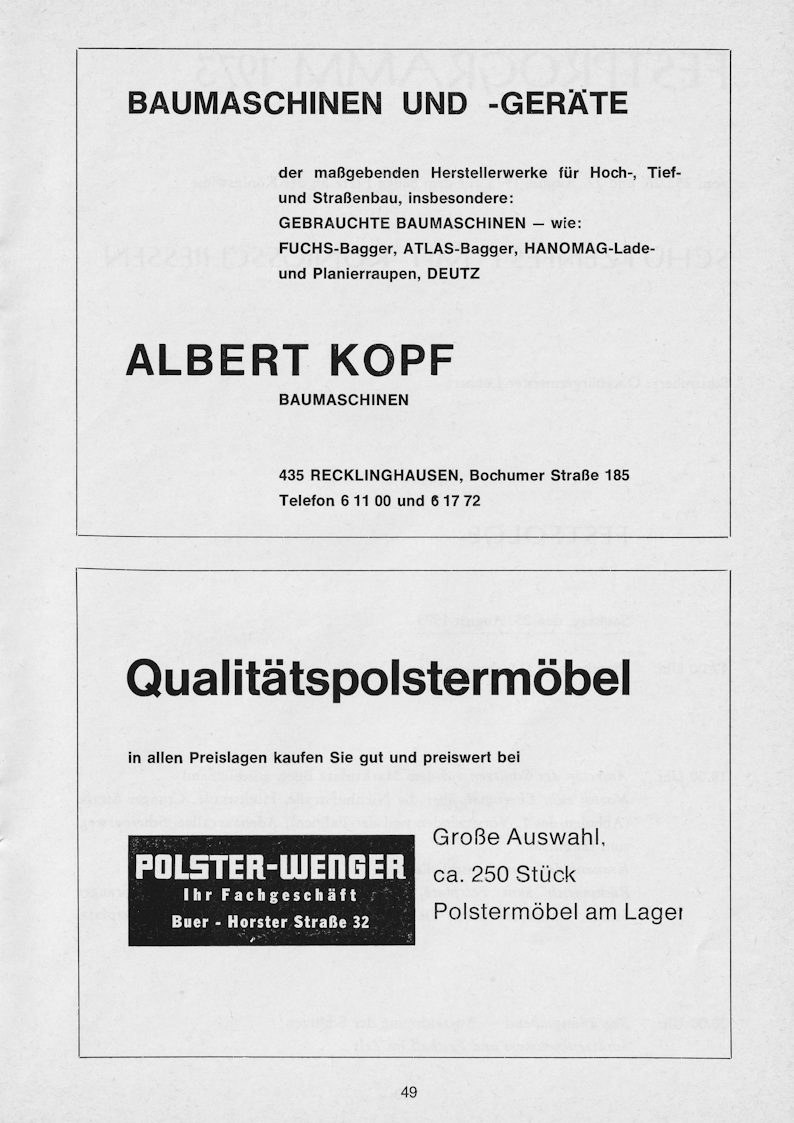 BAUMASCHINEN UND -GERÄTE
der maßgebenden Herstellerwerke für Hoch-, Tief-
und Straßenbau, insbesondere:
GEBRAUCHTE BAUMASCHINEN — wie:
FUCHS-Bagger, ATLAS-Bagger, HANOMAG-Lade-
und Planierraupen, DEUTZ
ALBERT KOPF
BAUMASCHINEN
435 RECKLINGHAUSEN, Bochumer Straße 185
Telefon 6 11 00 und 6 17 72
Qualitätspolstermöbel
in allen Preislagen kaufen Sie gut und preiswert bei
POLSTER-WENGER
Ihr Fachgeschäft
Buer - Horster Straße 32
Große Auswahl,
ca. 250 Stück
Polstermöbel am Lager
49